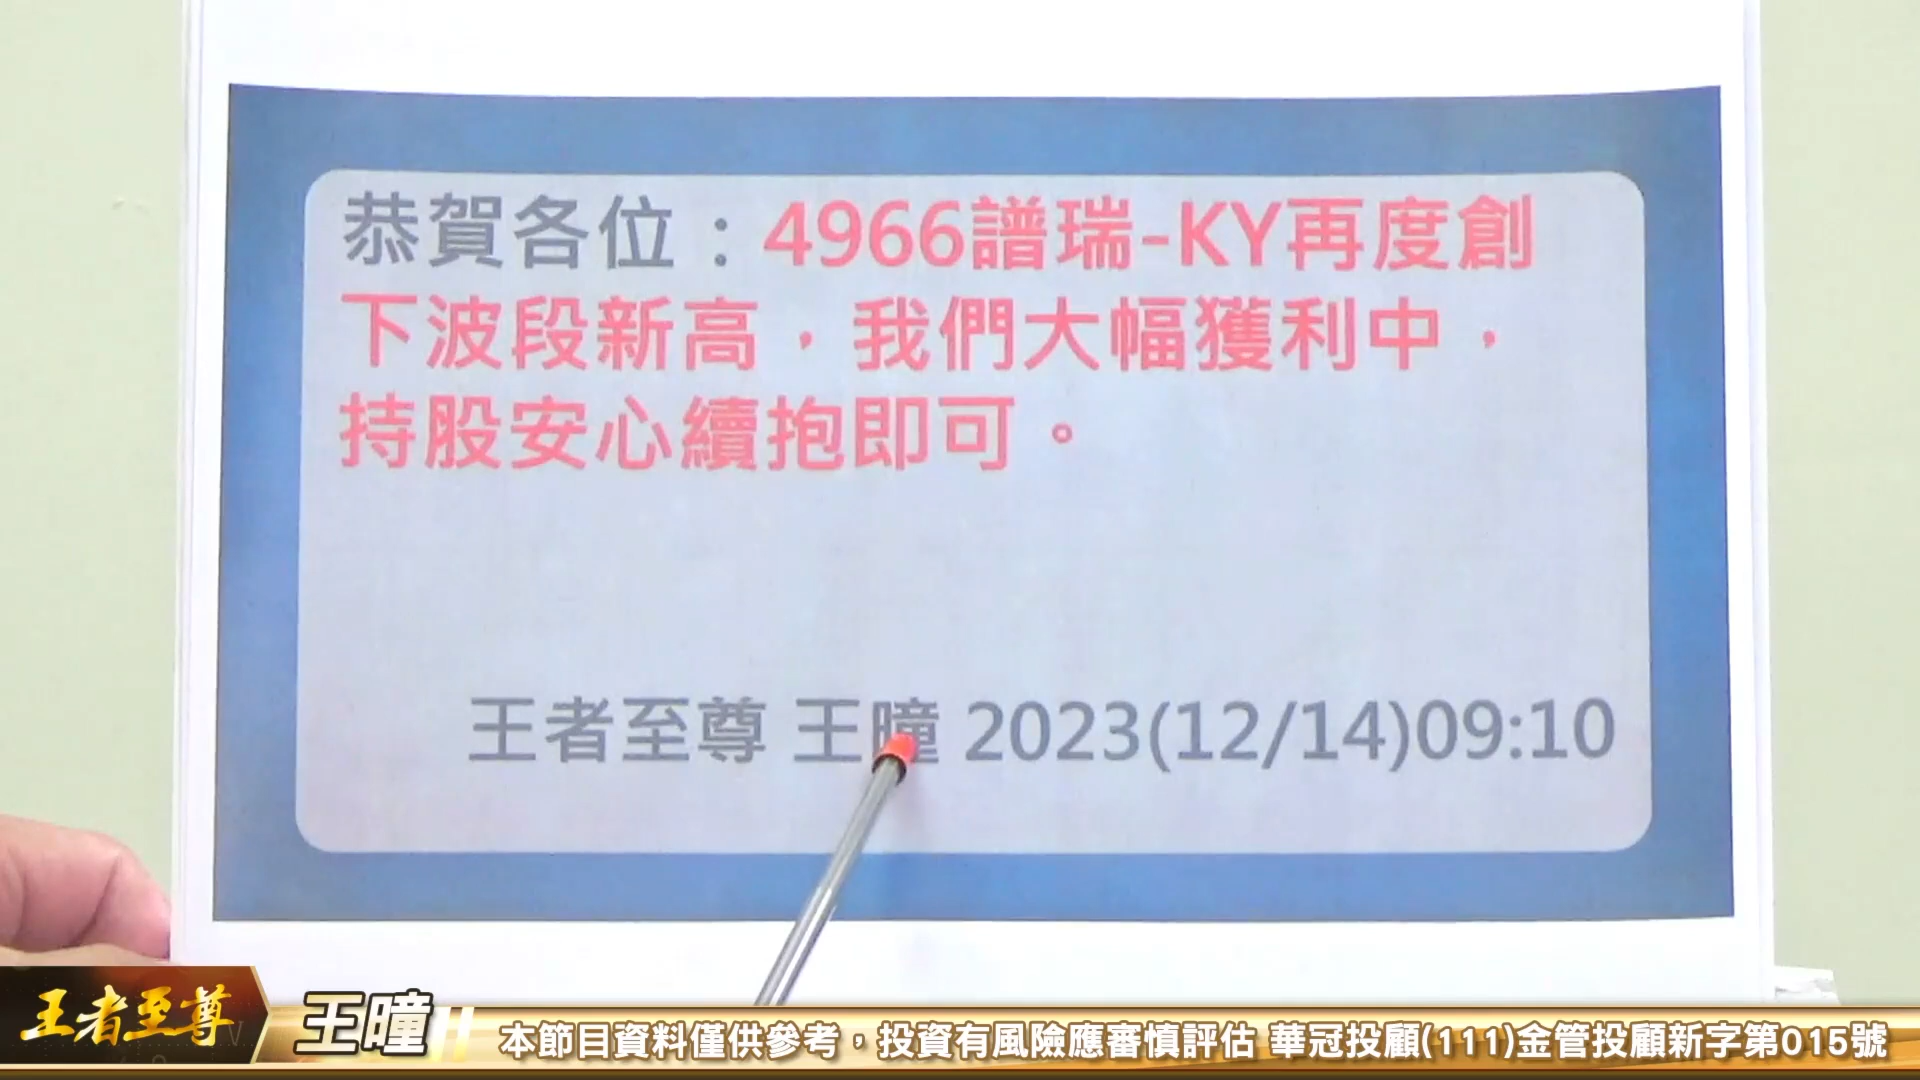 恭賀各位：4966譜瑞-KY再度創
下波段新高，我們大幅獲利中，
持股安心續抱即可。
王者至尊 王曈 2023(12/14)09:10
王者至尊
王曈
本節目資料僅供參考，投資有風險應審慎評估 華冠投顧(111)金管投顧新字第015號